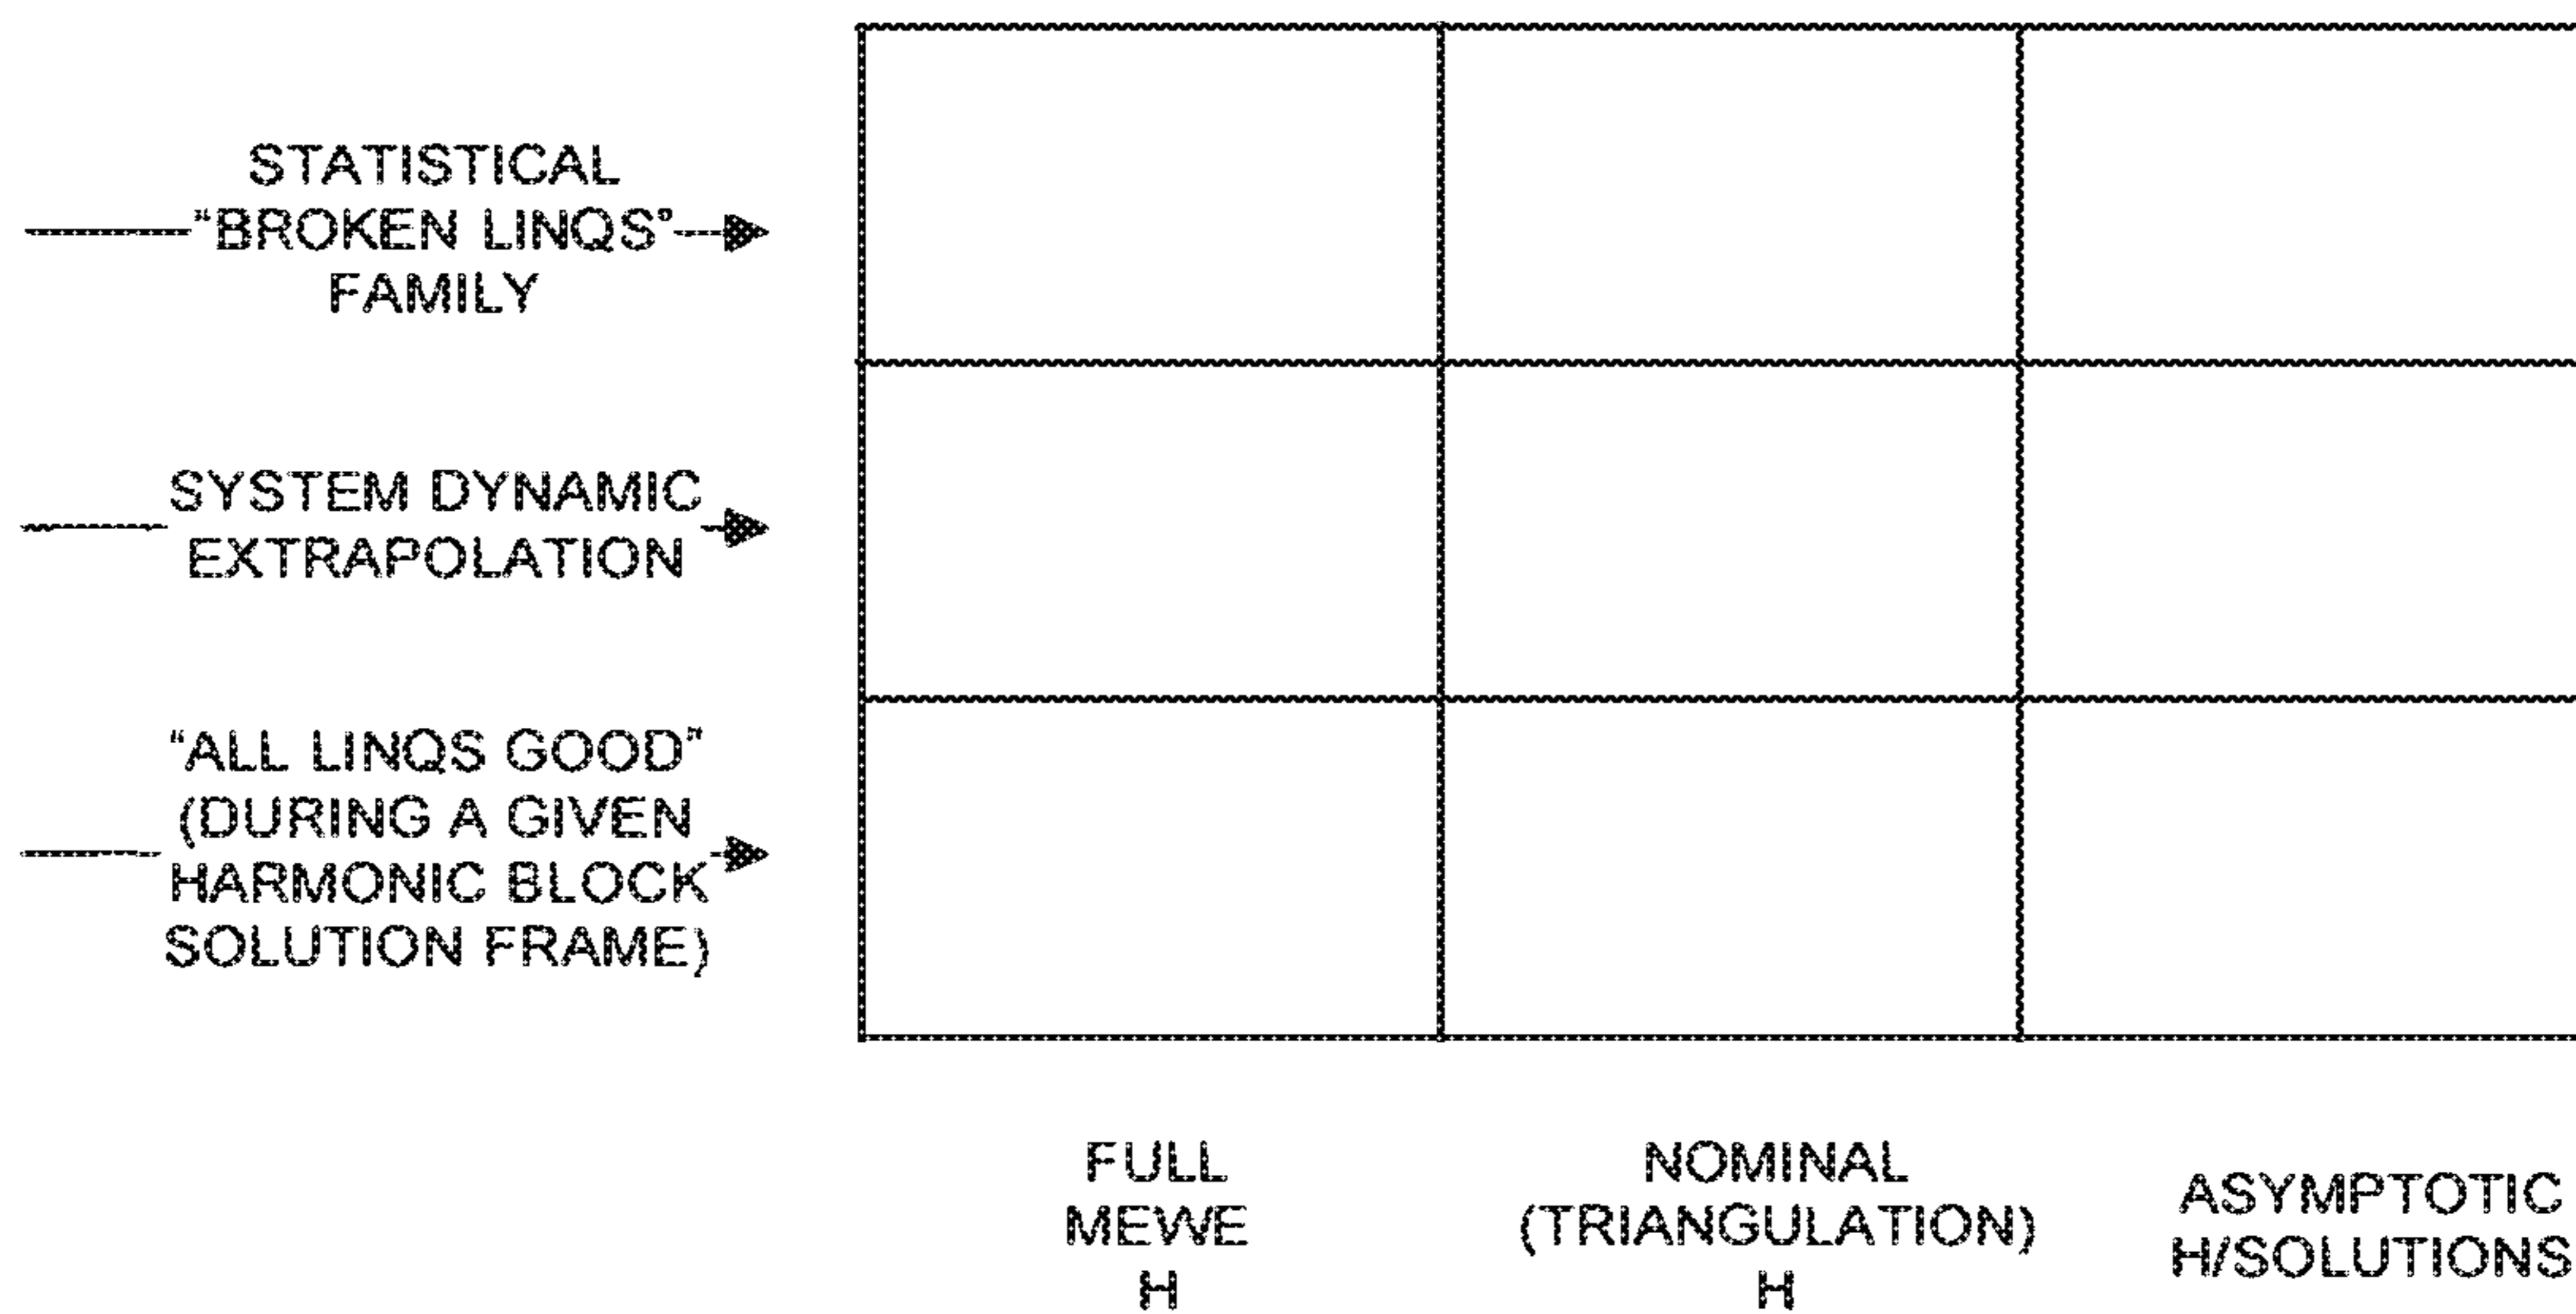 STATISTICAL
“BROKEN LINQS”
FAMILY
SYSTEM DYNAMIC
EXTRAPOLATION
“ALL LINQS GOOD”
(DURING A GIVEN
HARMONIC BLOCK
SOLUTION FRAME)
FULL
MEWE
H
NOMINAL
(TRIANGULATION)
H
ASYMPTOTIC
H/SOLUTIONS